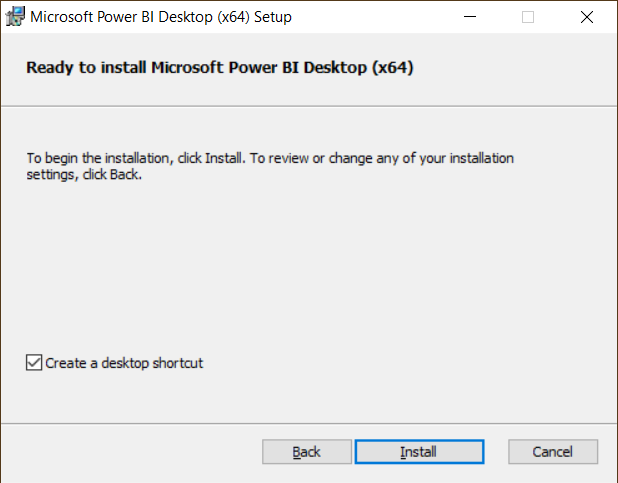 Microsoft Power BI Desktop (x64) Setup
Ready to install Microsoft Power BI Desktop (x64)
To begin the installation, click Install. To review or change any of your installation
settings, click Back.
Create a desktop shortcut
Back Install Cancel